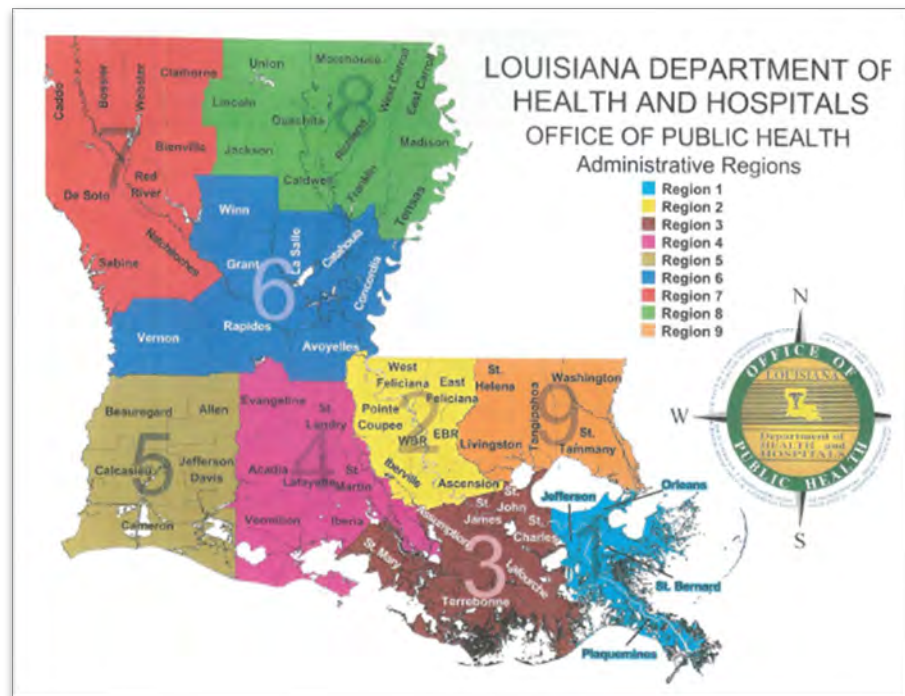 LOUISIANA DEPARTMENT OF
HEALTH AND HOSPITALS
OFFICE OF PUBLIC HEALTH
Administrative Regions
Region 1
Region 2
Region 3
Region 4
Region 5
Region 6
Region 7
Region 8
Region 9
N
W
S
OFFICE OF
PUBLIC HEALTH
LOUISIANA
Department of
HEALTH and
HOSPITALS
7
Caddo
Bossier
Webster
Claiborne
Bienville
De Soto
Red
River
Natchitoches
Sabine
8
Union
Morehouse
West Carroll
East Carroll
Lincoln
Ouachita
Richland
Madison
Jackson
Caldwell
Franklin
Tensas
6
Winn
Grant
La Salle
Catahoula
Concordia
Vernon
Rapides
Avoyelles
5
Beauregard
Allen
Calcasieu
Jefferson
Davis
Cameron
4
Evangeline
St.
Landry
Acadia
Lafayette
St.
Martin
Vermilion
Iberia
2
West
Feliciana
East
Feliciana
Pointe
Coupee
WBR
EBR
Iberville
Ascension
9
St.
Helena
Washington
Tangipahoa
Livingston
St.
Tammany
3
Assumption
St.
James
St.
John
St.
Charles
St. Mary
Lafourche
Terrebonne
Jefferson
Orleans
St. Bernard
Plaquemines